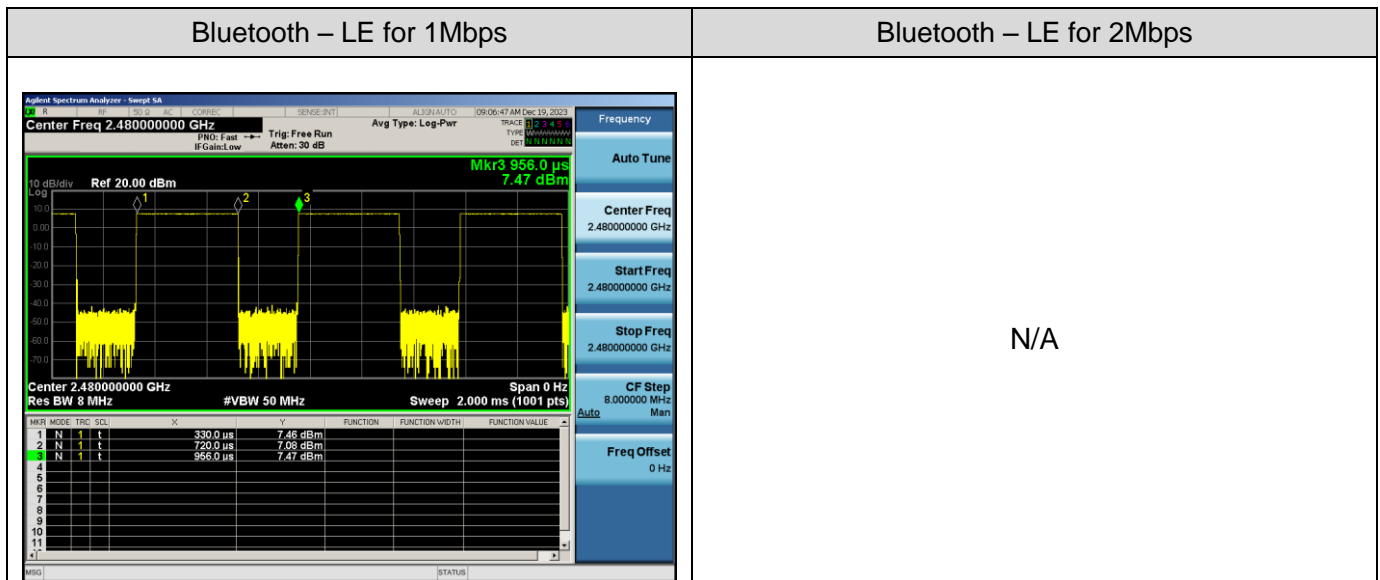 Bluetooth – LE for 1Mbps
Bluetooth – LE for 2Mbps
Agilent Spectrum Analyzer - Swept SA
R RF 50 Ω AC CORREC SENSE:INT ALIGN AUTO 09:06:47 AM Dec 19, 2023
Center Freq 2.480000000 GHz
Avg Type: Log-Pwr
TRACE 1 2 3 4 5 6
PNO: Fast
Trig: Free Run
TYPE
IFGain:Low
Atten: 30 dB
DET N N N N N N
Frequency
Auto Tune
Mkr3 956.0 µs
7.47 dBm
10 dB/div Ref 20.00 dBm
Log
1 2 3
10.0
0.00
-10.0
-20.0
-30.0
-40.0
-50.0
-60.0
-70.0
Center 2.480000000 GHz Span 0 Hz
Res BW 8 MHz #VBW 50 MHz Sweep 2.000 ms (1001 pts)
Center Freq
2.480000000 GHz
Start Freq
2.480000000 GHz
Stop Freq
2.480000000 GHz
CF Step
8.000000 MHz
Auto Man
Freq Offset
0 Hz
MKR MODE TRC SCL X Y FUNCTION FUNCTION WIDTH FUNCTION VALUE
1 N 1 t 330.0 µs 7.46 dBm
2 N 1 t 720.0 µs 7.08 dBm
3 N 1 t 956.0 µs 7.47 dBm
4
5
6
7
8
9
10
11
MSG STATUS
N/A